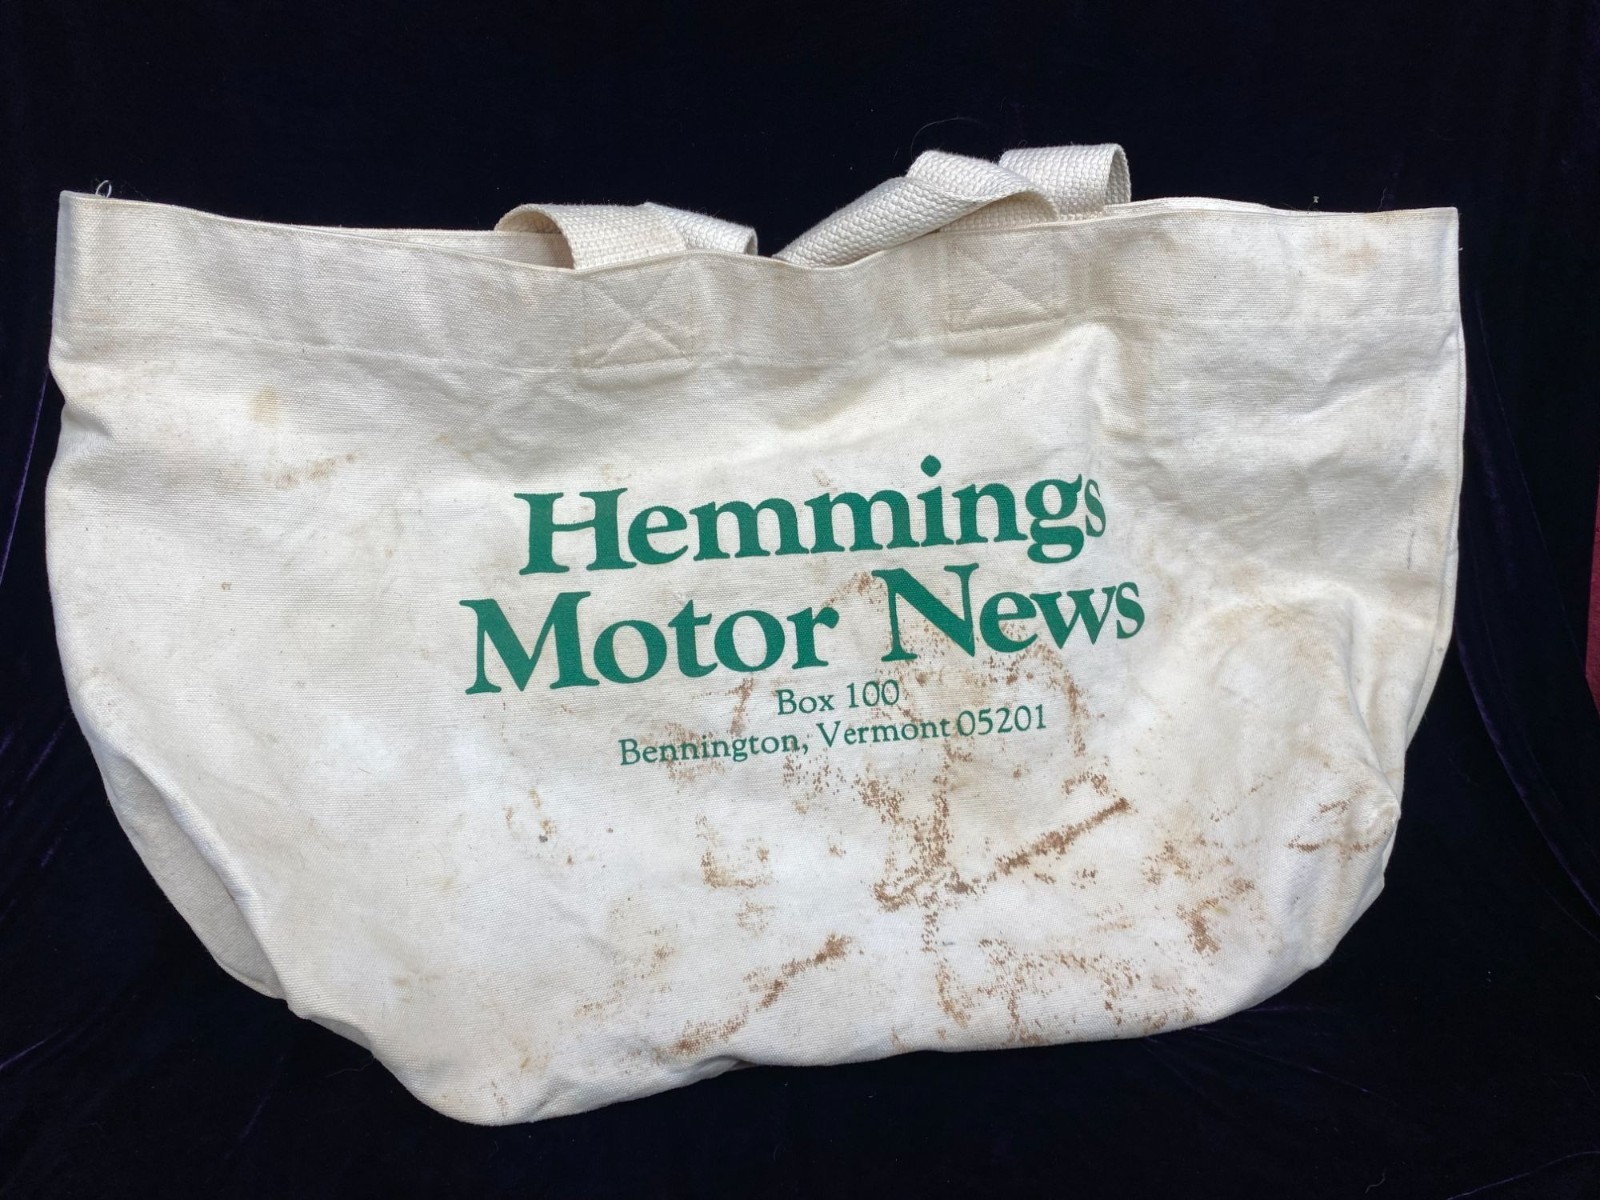 Hemmings
Motor News
Box 100
Bennington, Vermont 05201